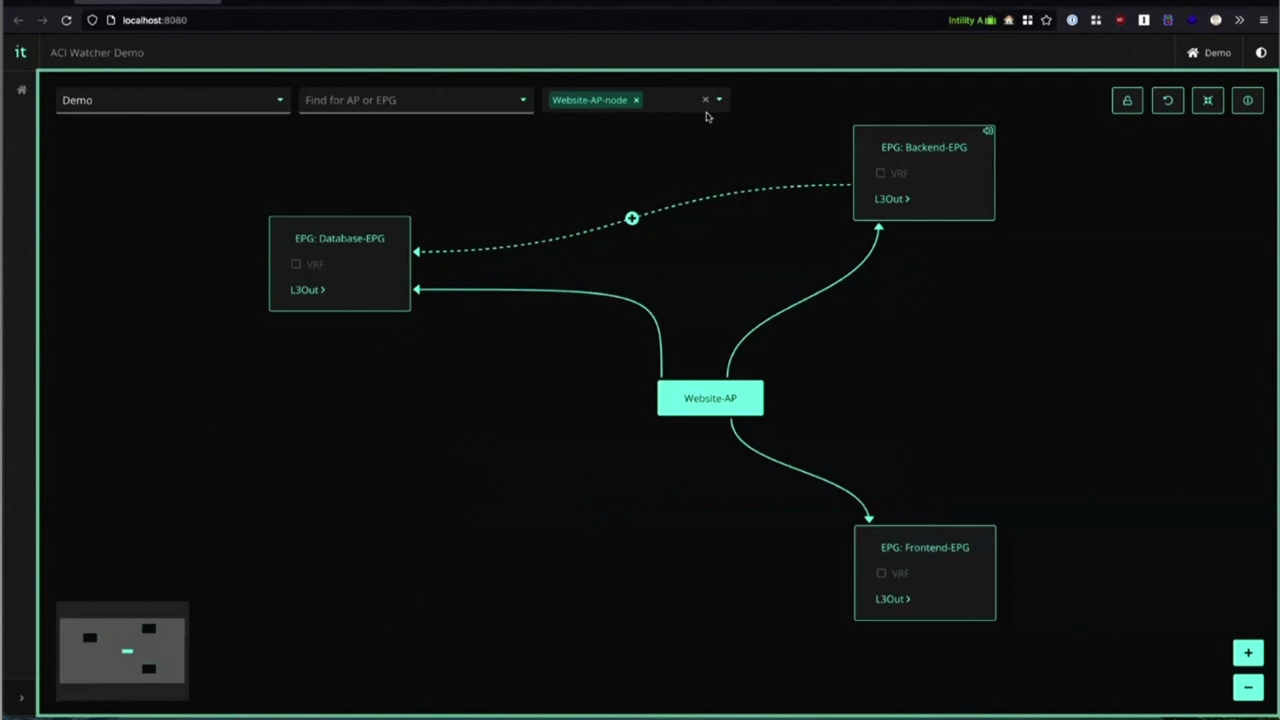 localhost:8080
Intility A
it
ACI Watcher Demo
Demo
Demo
Find for AP or EPG
Website-AP-node
EPG: Backend-EPG
VRF
L3Out
EPG: Database-EPG
VRF
L3Out
Website-AP
EPG: Frontend-EPG
VRF
L3Out